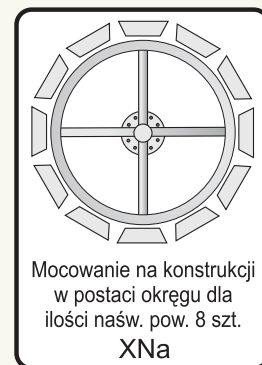 Mocowanie na konstrukcji
w postaci okręgu dla
ilości naśw. pow. 8 szt.
XNa